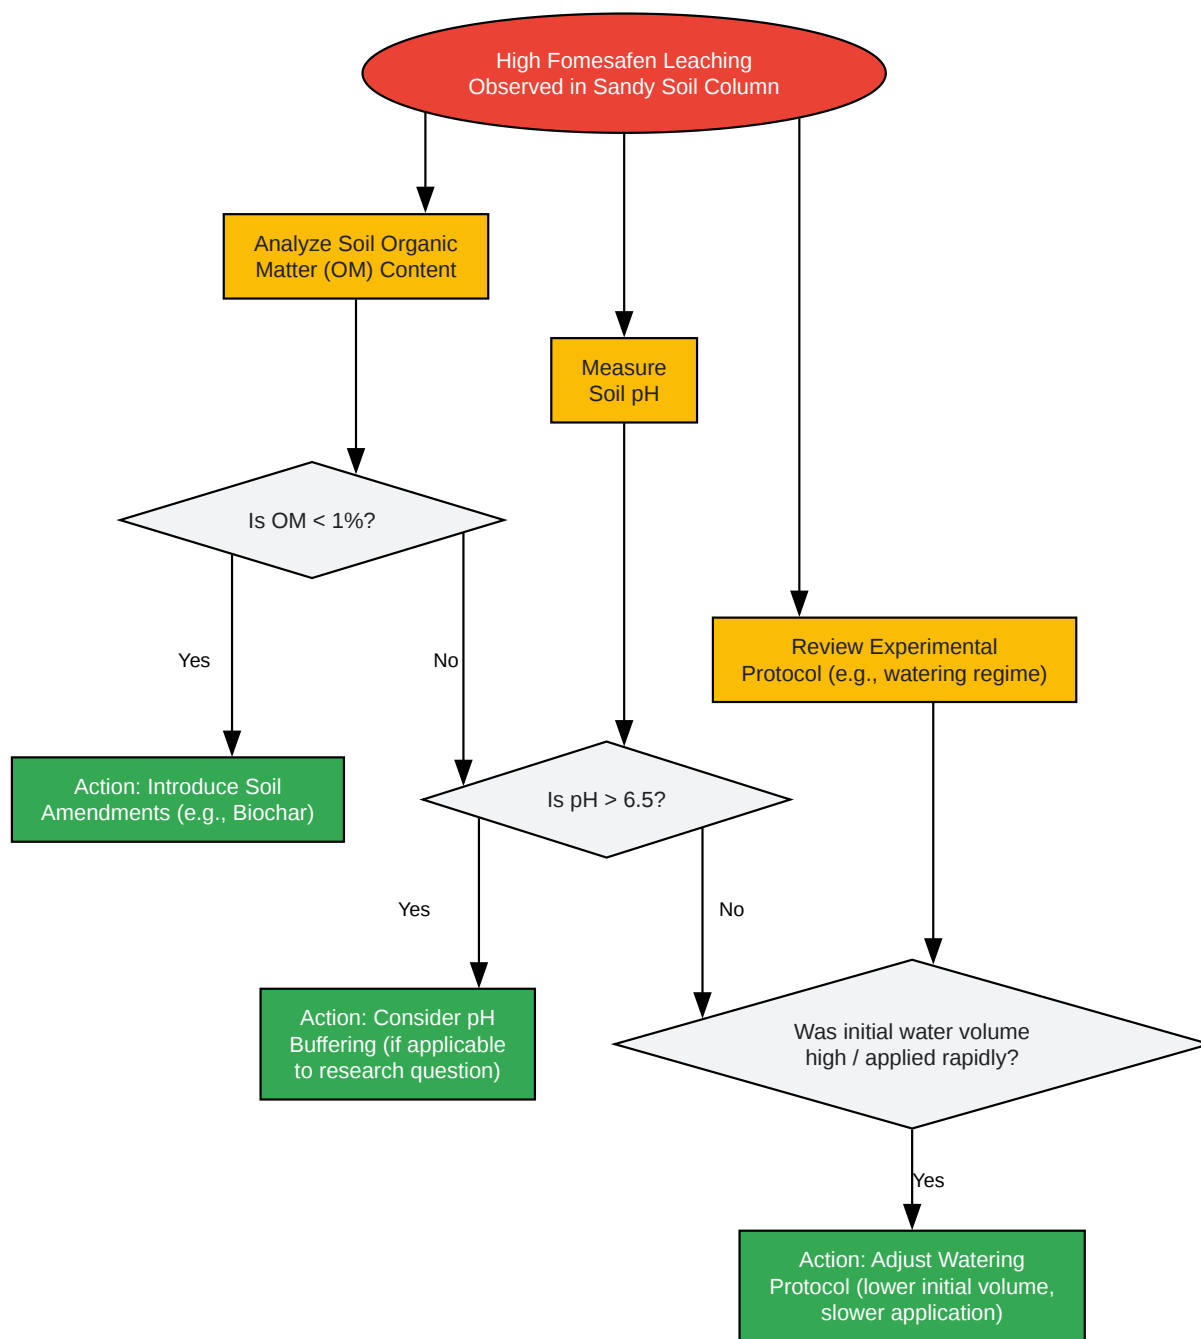 High Fomesafen Leaching
Observed in Sandy Soil Column
Analyze Soil Organic
Matter (OM) Content
Measure
Soil pH
Is OM < 1%?
Review Experimental
Protocol (e.g., watering regime)
Yes
No
Action: Introduce Soil
Amendments (e.g., Biochar)
Is pH > 6.5?
Yes
No
Action: Consider pH
Buffering (if applicable
to research question)
Was initial water volume
high / applied rapidly?
Yes
Action: Adjust Watering
Protocol (lower initial volume,
slower application)